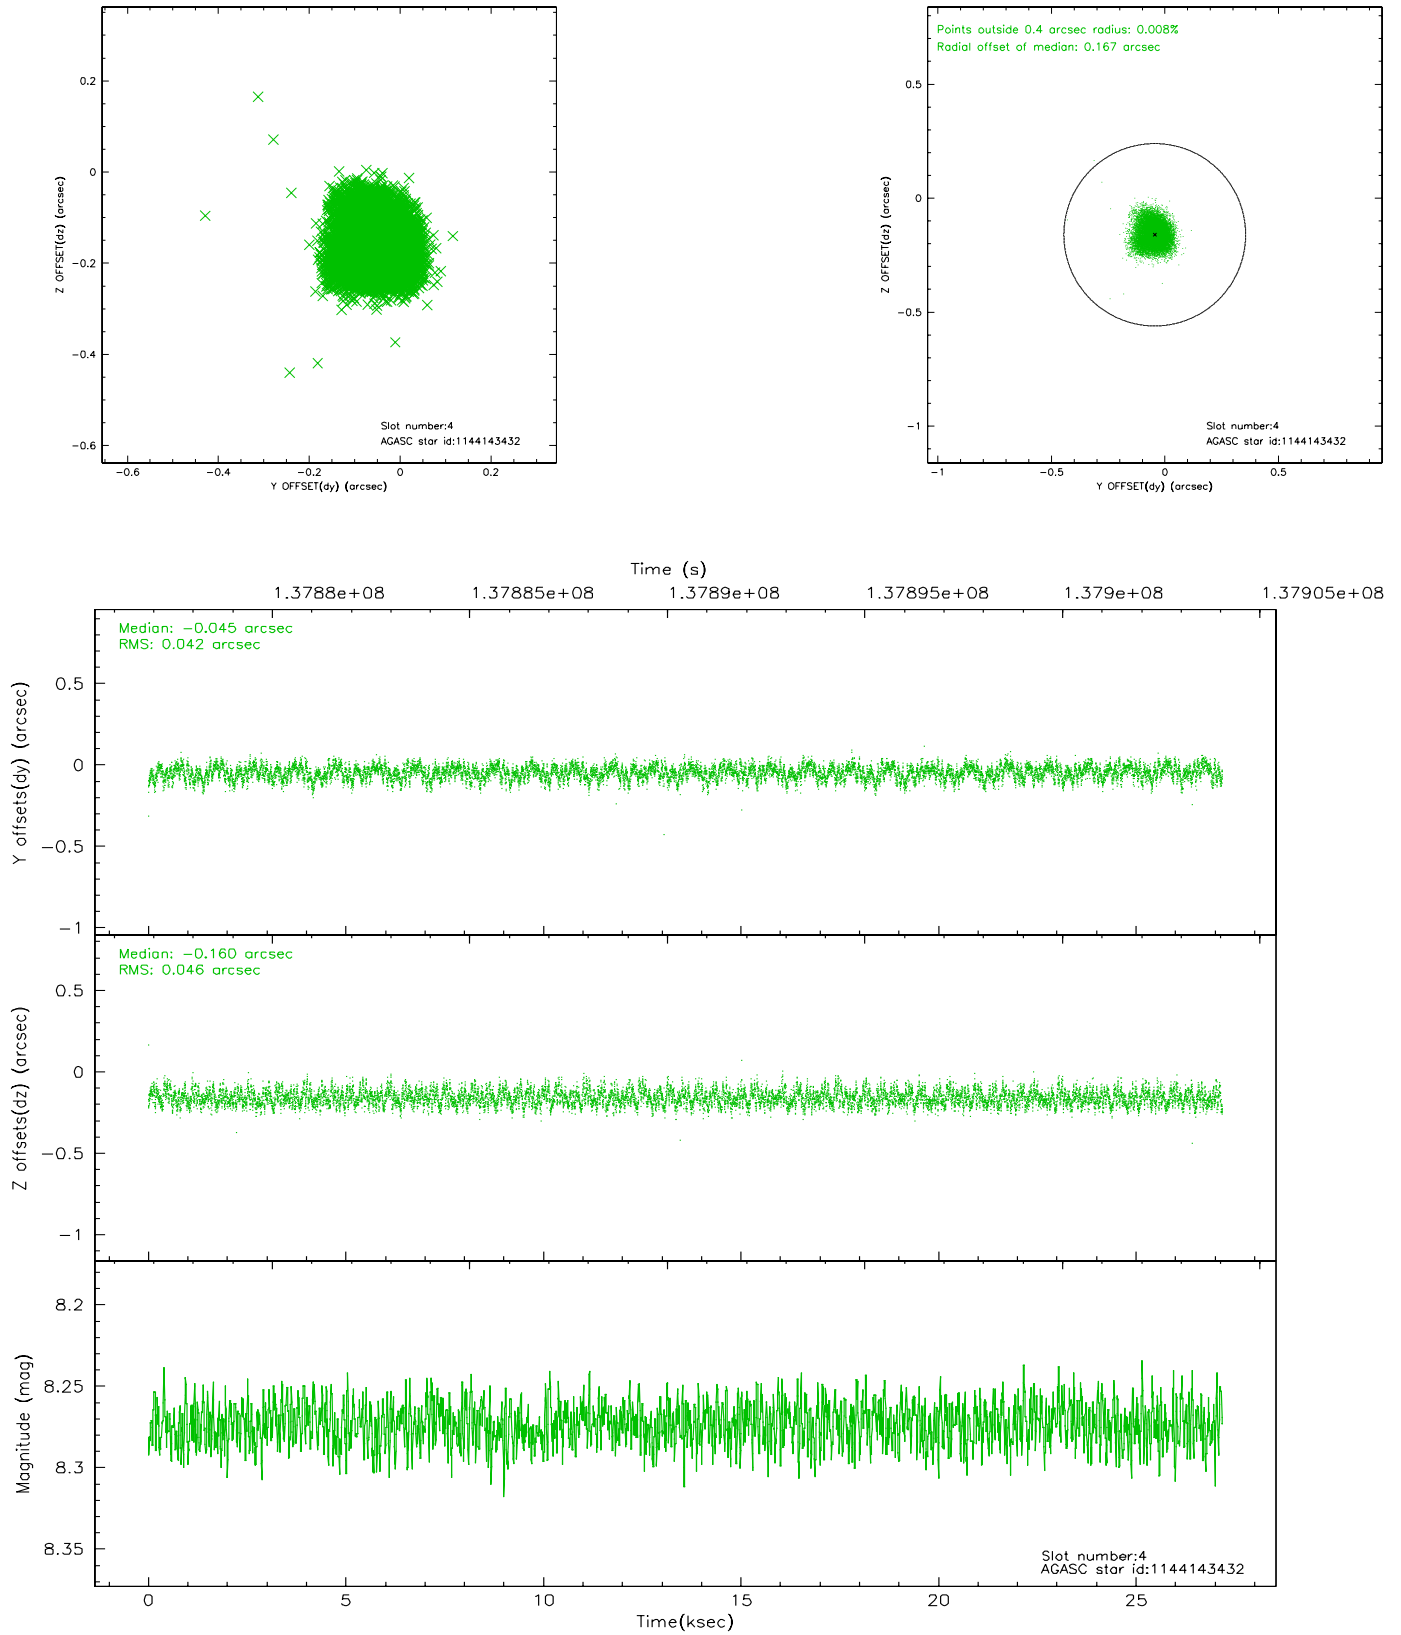 0.2
0
−0.2
−0.4
−0.6
Z OFFSET(dz) (arcsec)
−0.6 −0.4 −0.2 0 0.2
Y OFFSET(dy) (arcsec)
Slot number:4
AGASC star id:1144143432
Points outside 0.4 arcsec radius: 0.008%
Radial offset of median: 0.167 arcsec
0.5
0
−0.5
−1
Z OFFSET(dz) (arcsec)
−1 −0.5 0 0.5
Y OFFSET(dy) (arcsec)
Slot number:4
AGASC star id:1144143432
Time (s)
1.3788e+08 1.37885e+08 1.3789e+08 1.37895e+08 1.379e+08 1.37905e+08
Median: −0.045 arcsec
RMS: 0.042 arcsec
0.5
0
−0.5
−1
Y offsets(dy) (arcsec)
Median: −0.160 arcsec
RMS: 0.046 arcsec
0.5
0
−0.5
−1
Z offsets(dz) (arcsec)
8.2
8.25
8.3
8.35
Magnitude (mag)
Slot number:4
AGASC star id:1144143432
0 5 10 15 20 25
Time(ksec)